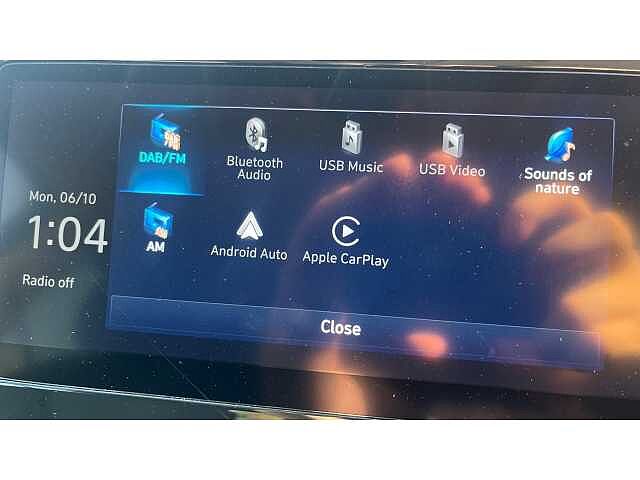 DAB/FM
Bluetooth
Audio
USB Music
USB Video
Sounds of
nature
Mon, 06/10
1:04
Radio off
AM
Android Auto
Apple CarPlay
Close